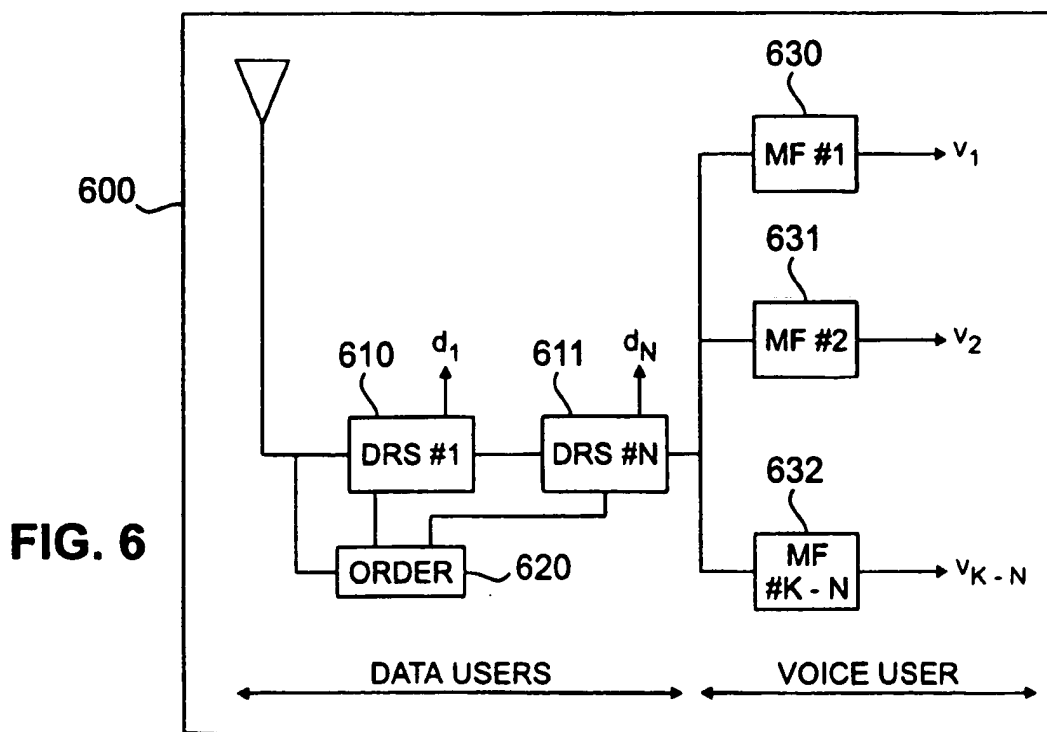 630
MF #1
v1
600
631
MF #2
v2
610
d1
611
dN
DRS #1
DRS #N
632
MF
#K - N
vK - N
FIG. 6
ORDER
620
DATA USERS
VOICE USER